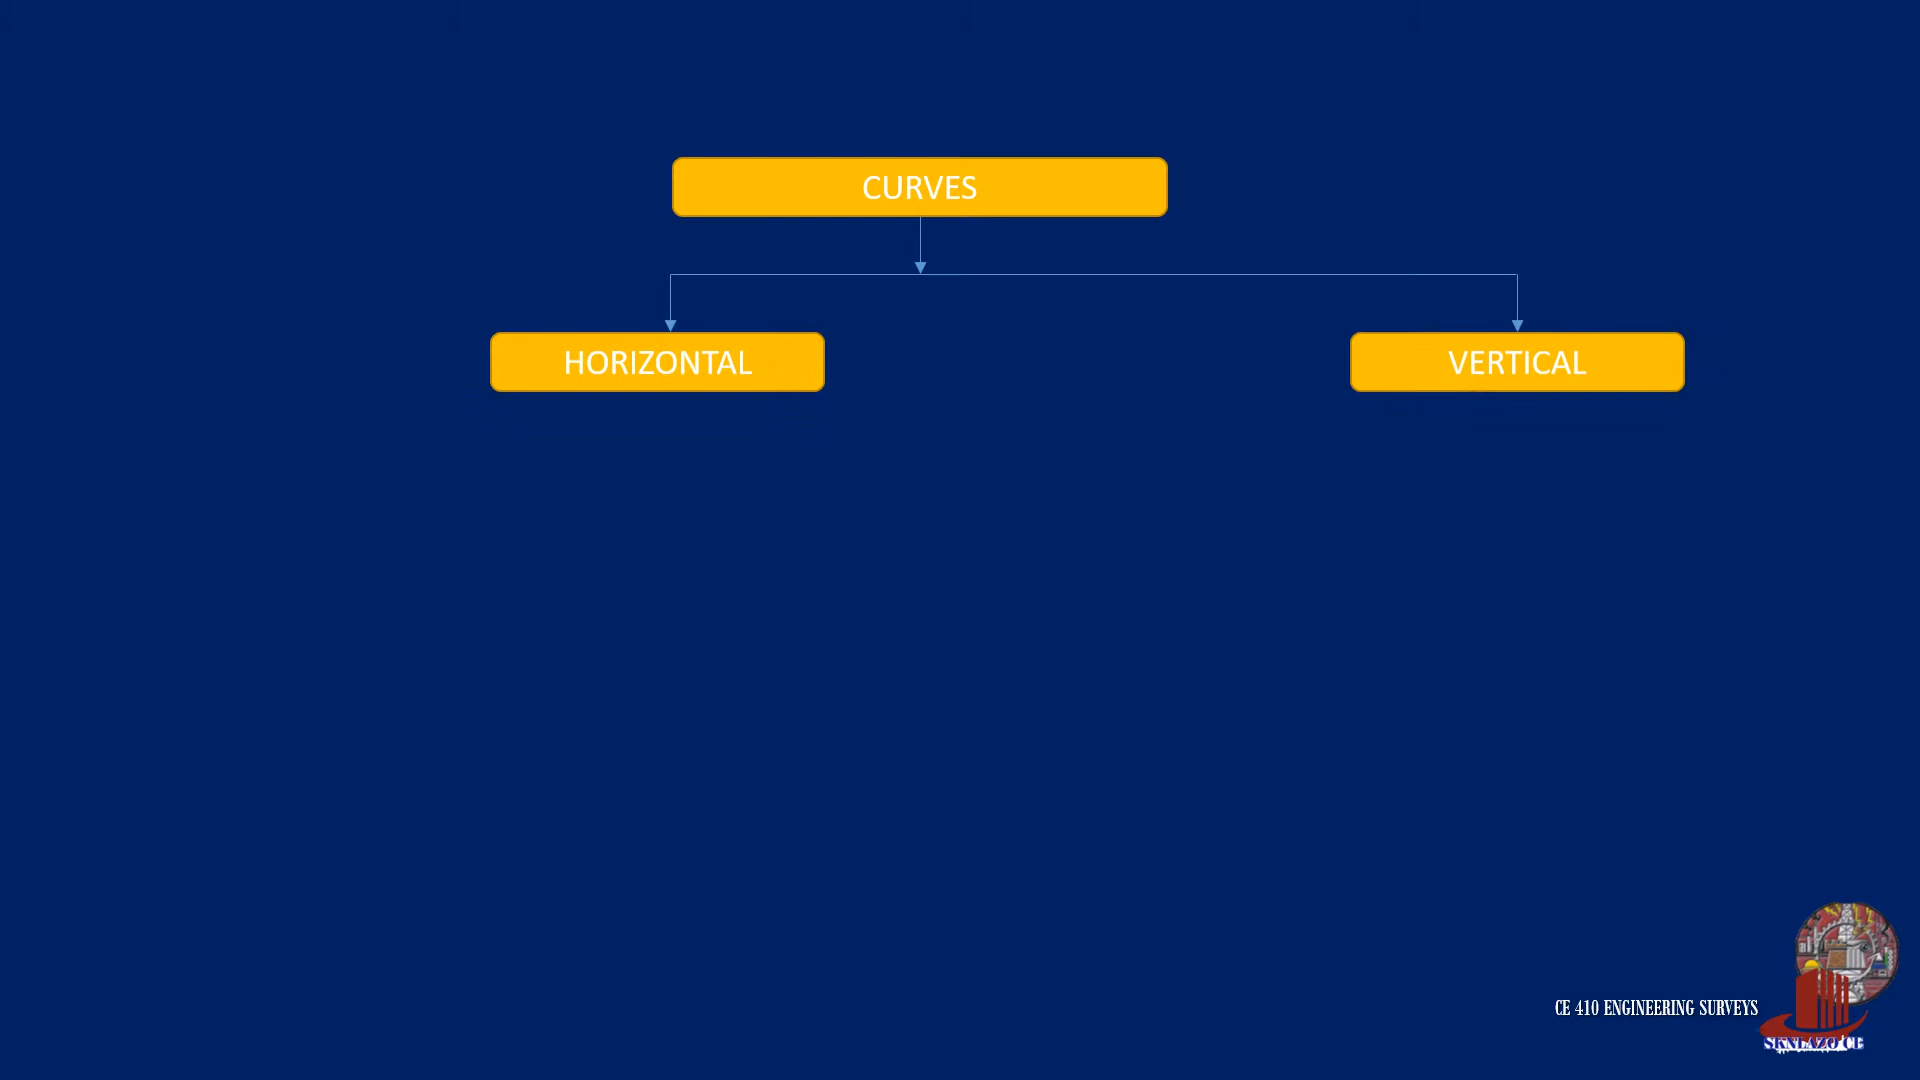 CURVES
HORIZONTAL
VERTICAL
CE 410 ENGINEERING SURVEYS